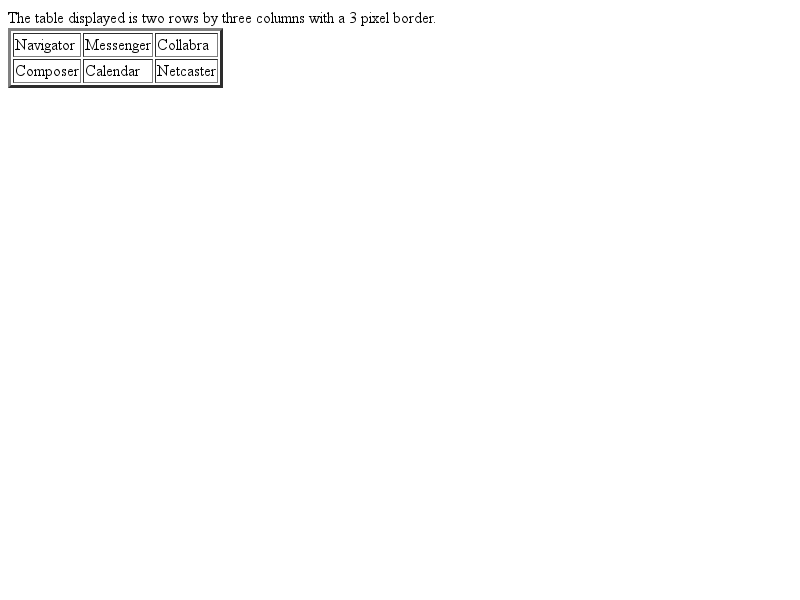 The table displayed is two rows by three columns with a 3 pixel border.
Navigator Messenger Collabra
Composer Calendar Netcaster